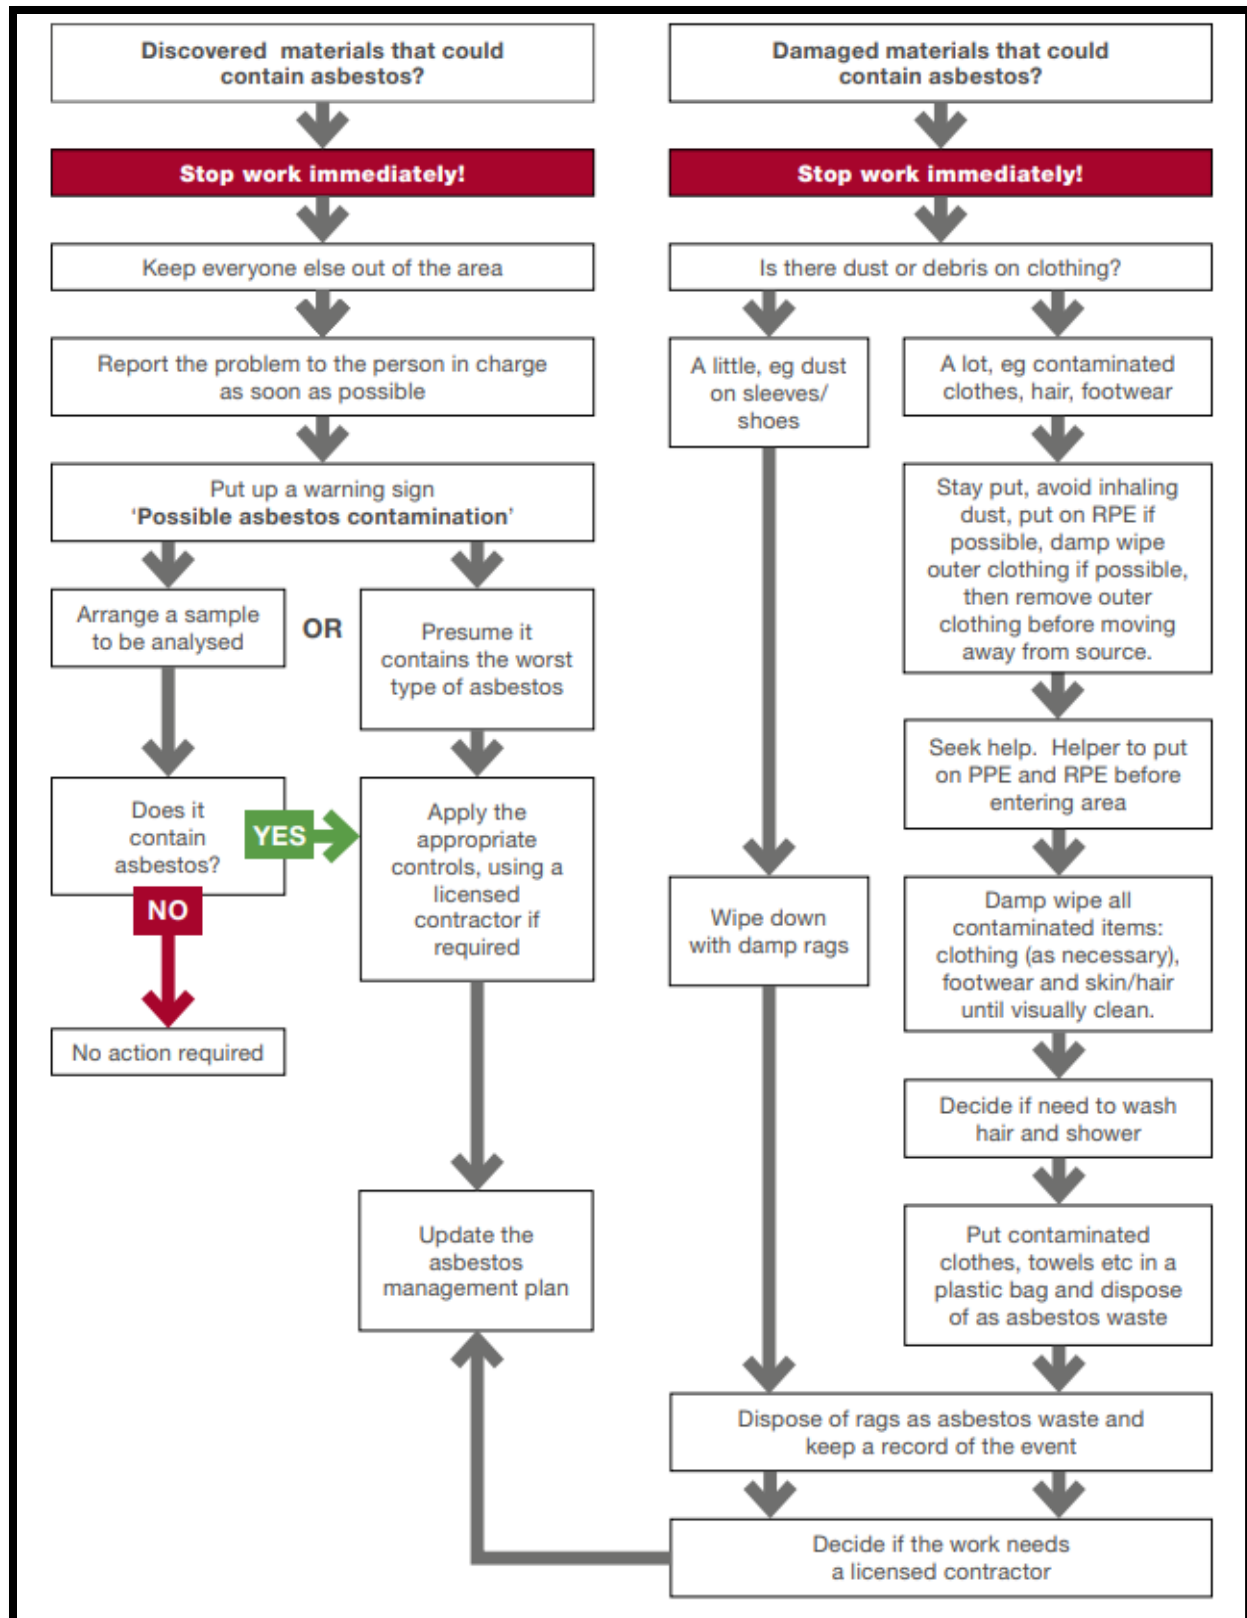 Discovered materials that could
contain asbestos?
Stop work immediately!
Keep everyone else out of the area
Report the problem to the person in charge
as soon as possible
Put up a warning sign
‘Possible asbestos contamination’
Arrange a sample
to be analysed
OR
Presume it
contains the worst
type of asbestos
Does it
contain
asbestos?
YES
NO
No action required
Apply the
appropriate
controls, using a
licensed
contractor if
required
Update the
asbestos
management plan
Damaged materials that could
contain asbestos?
Stop work immediately!
Is there dust or debris on clothing?
A little, eg dust
on sleeves/
shoes
Wipe down
with damp rags
A lot, eg contaminated
clothes, hair, footwear
Stay put, avoid inhaling
dust, put on RPE if
possible, damp wipe
outer clothing if possible,
then remove outer
clothing before moving
away from source.
Seek help.  Helper to put
on PPE and RPE before
entering area
Damp wipe all
contaminated items:
clothing (as necessary),
footwear and skin/hair
until visually clean.
Decide if need to wash
hair and shower
Put contaminated
clothes, towels etc in a
plastic bag and dispose
of as asbestos waste
Dispose of rags as asbestos waste and
keep a record of the event
Decide if the work needs
a licensed contractor